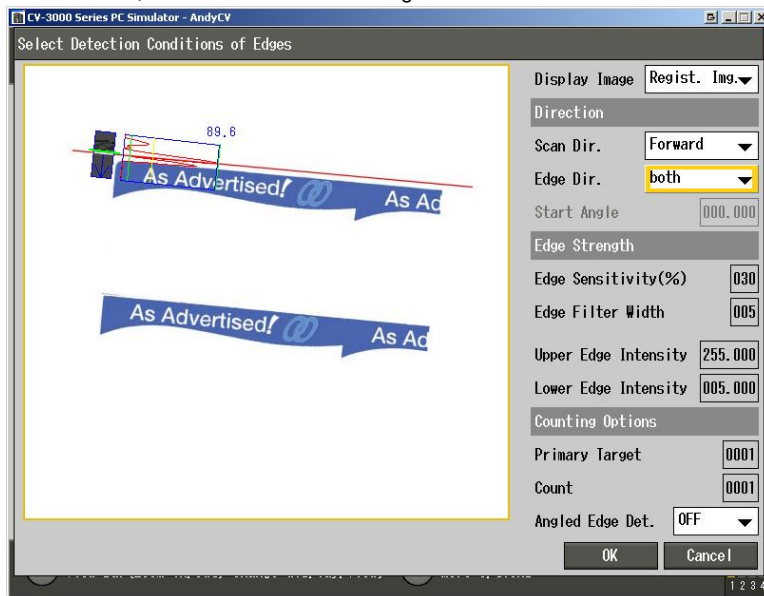 CV-3000 Series PC Simulator - AndyCV
Select Detection Conditions of Edges
Display Image Regist. Img.
Direction
Scan Dir. Forward
Edge Dir. both
Start Angle 000.000
Edge Strength
Edge Sensitivity(%) 030
Edge Filter Width 005
Upper Edge Intensity 255.000
Lower Edge Intensity 005.000
Counting Options
Primary Target 0001
Count 0001
Angled Edge Det. OFF
OK Cancel
89.6
As Advertised! As Ad
As Advertised! As Ad
1 2 3 4